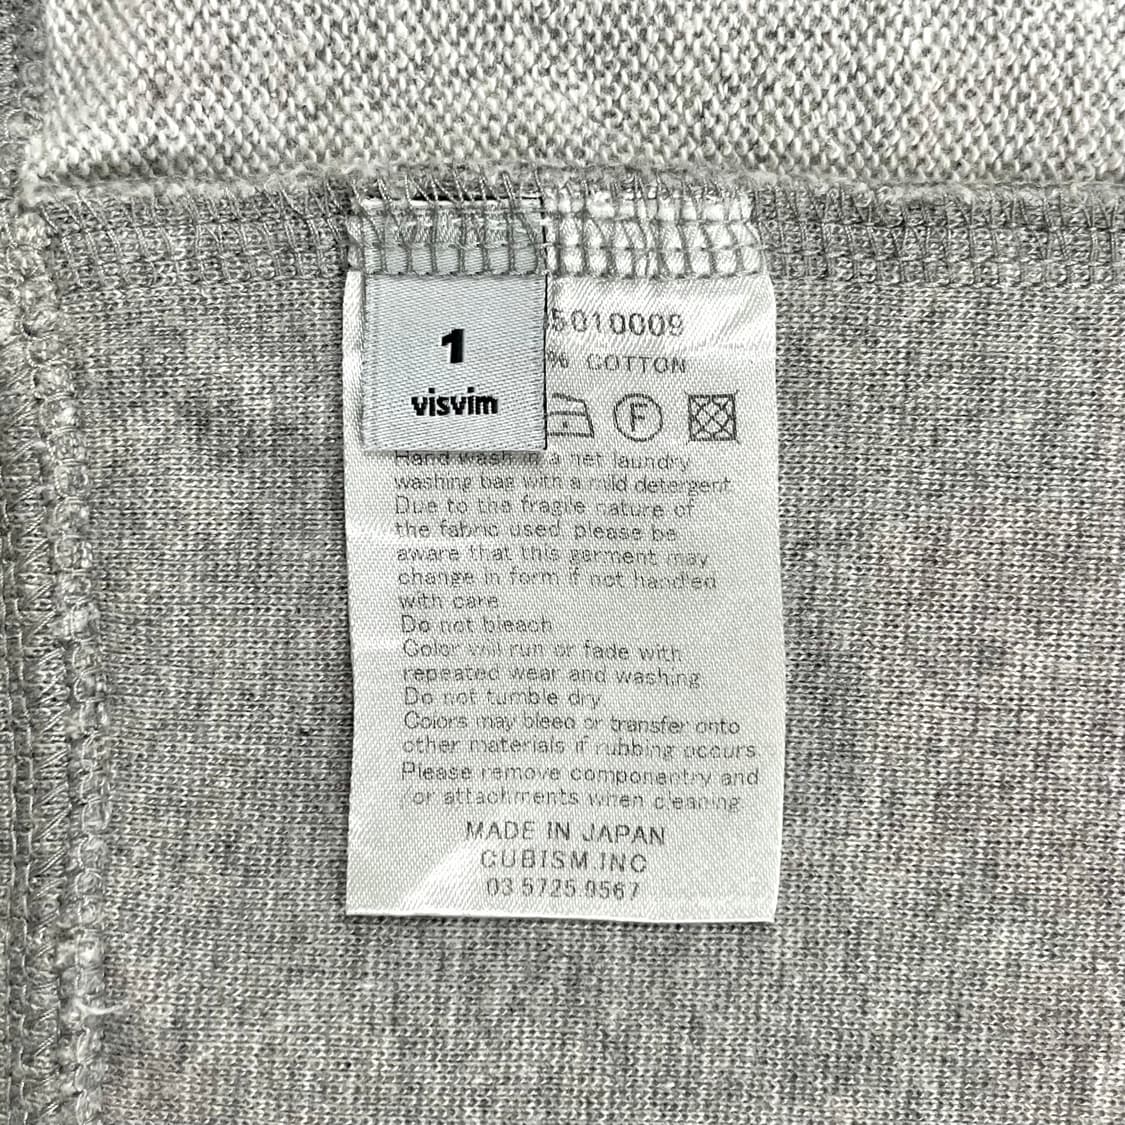 1
visvim
5010009
% COTTON
F
Hand wash in a net laundry
washing bag with a mild detergent.
Due to the fragile nature of
the fabric used please be
aware that this garment may
change in form if not handled
with care
Do not bleach
Color will run or fade with
repeated wear and washing.
Do not tumble dry.
Colors may bleed or transfer onto
other materials if rubbing occurs.
Please remove componentry and
/or attachments when cleaning.
MADE IN JAPAN
CUBISM.INC
03 5725 9567